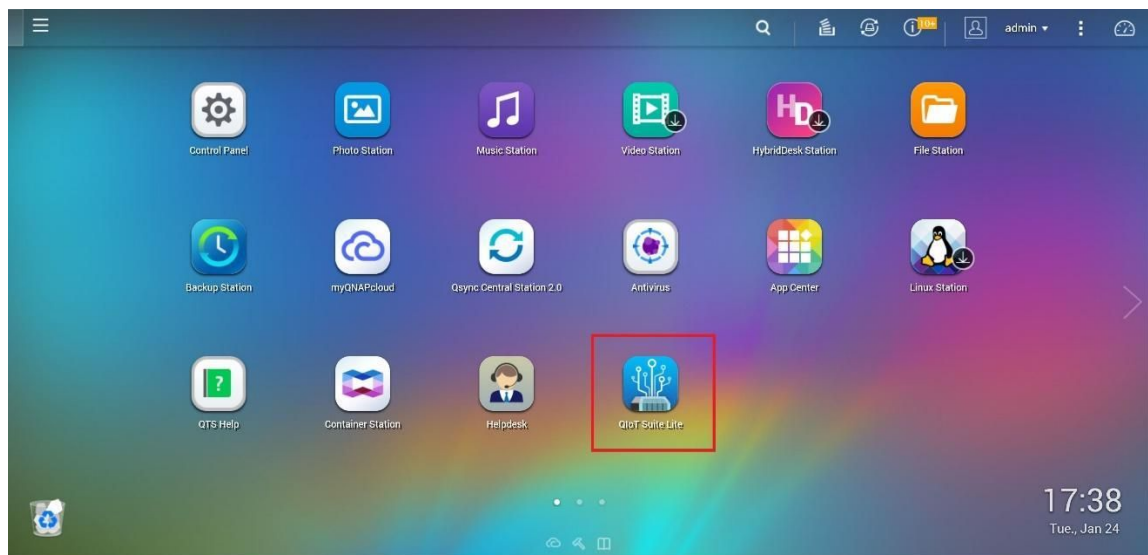 10+
admin
Control Panel
Photo Station
Music Station
Video Station
HD
HybridDesk Station
File Station
Backup Station
myQNAPcloud
Qsync Central Station 2.0
Antivirus
App Center
Linux Station
?
QTS Help
Container Station
Helpdesk
QIoT Suite Lite
17:38
Tue., Jan 24